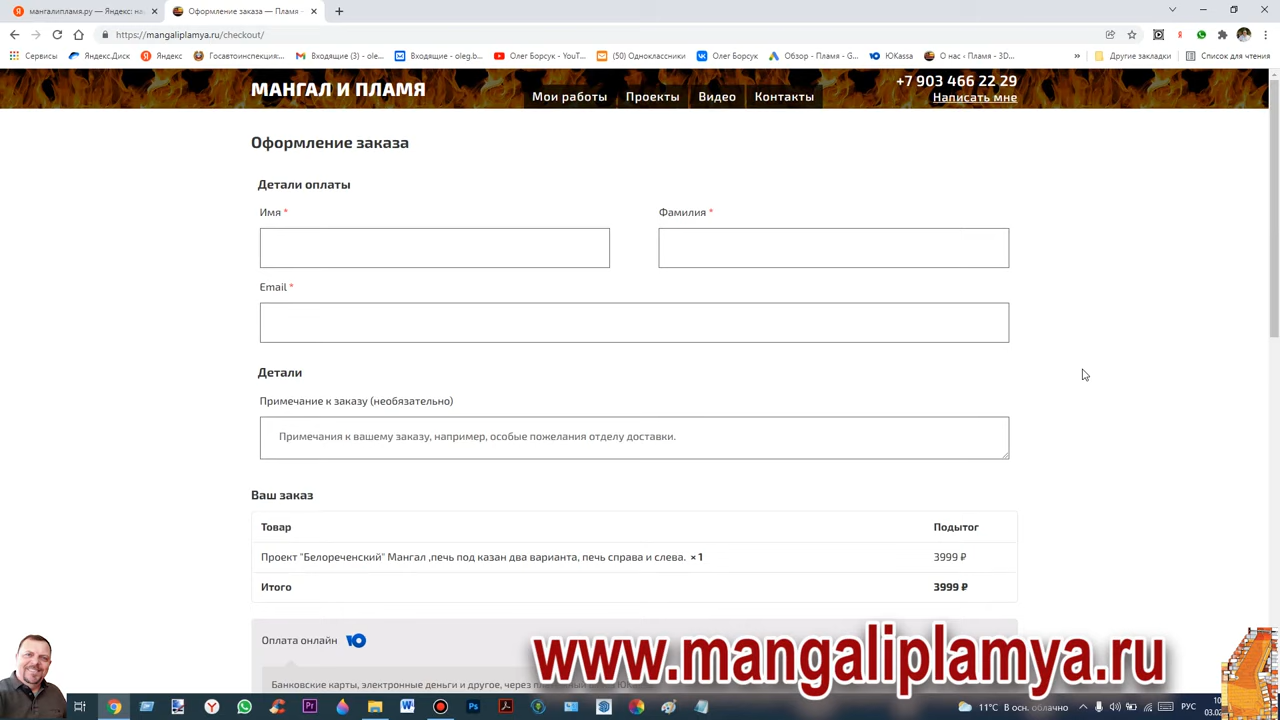 мангалипламя.ру — Яндекс: на
Оформление заказа — Пламя -
https://mangaliplamya.ru/checkout/
Сервисы
Яндекс.Диск
Яндекс
Госавтоинспекция:...
Входящие (3) - ole...
Входящие - oleg.b...
Олег Борсук - YouT...
(50) Одноклассники
Олег Борсук
Обзор - Пламя - G...
ЮKassa
О нас ‹ Пламя — 3D...
»
Другие закладки
Список для чтения
МАНГАЛ И ПЛАМЯ
Мои работы
Проекты
Видео
Контакты
+7 903 466 22 29
Написать мне
Оформление заказа
Детали оплаты
Имя *
Фамилия *
Email *
Детали
Примечание к заказу (необязательно)
Примечания к вашему заказу, например, особые пожелания отделу доставки.
Ваш заказ
Товар
Подытог
Проект "Белореченский" Мангал ,печь под казан два варианта, печь справа и слева. × 1
3999 ₽
Итого
3999 ₽
Оплата онлайн
Банковские карты, электронные деньги и другое, через
www.mangaliplamya.ru
11°C В осн. облачно
РУС